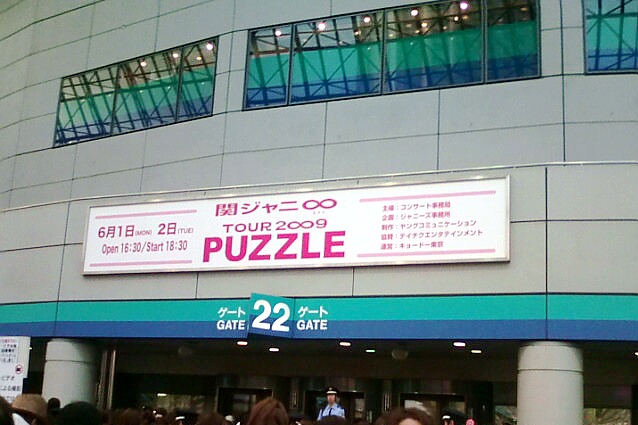 関ジャニ∞
TOUR 2009
PUZZLE
6月1日(MON) 2日(TUE)
Open 16:30/Start 18:30
主催:コンサート事務局
企画:ジャニーズ事務所
制作:ヤングコミュニケーション
協賛:テイチクエンタテインメント
運営:キョードー東京
ゲート 22 ゲート
GATE GATE